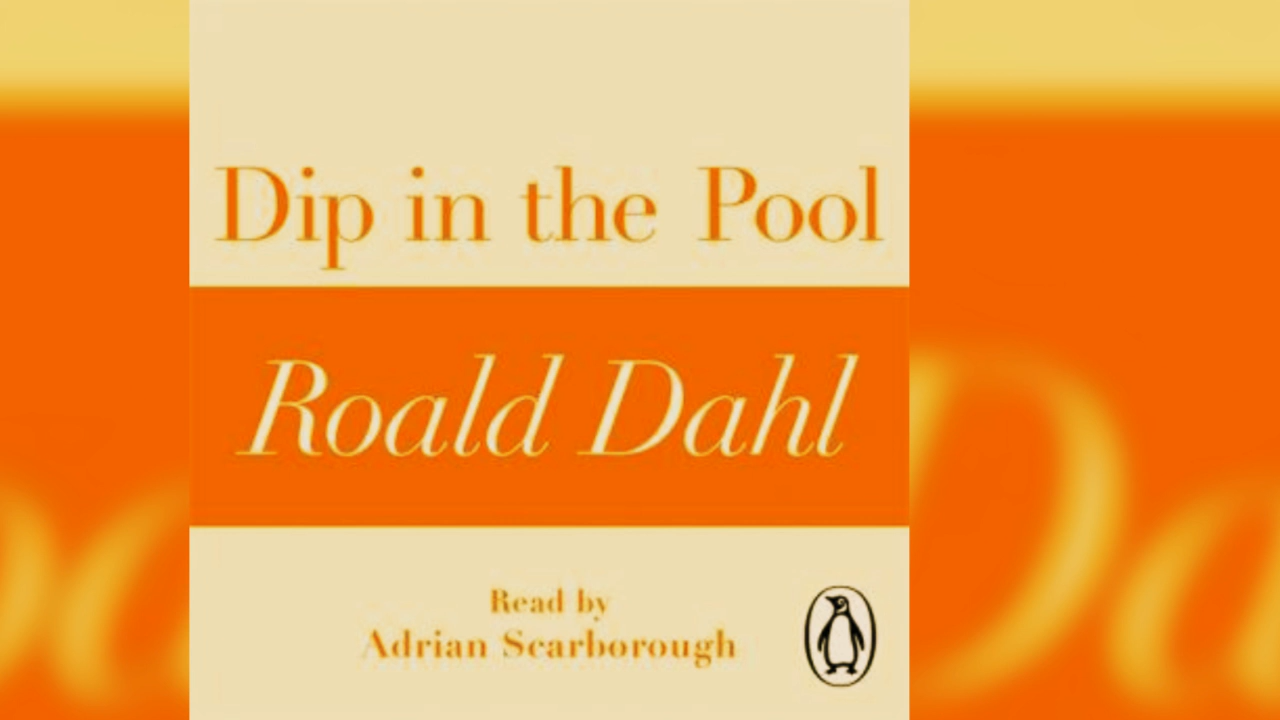 Dip in the Pool
Roald Dahl
Read by
Adrian Scarborough